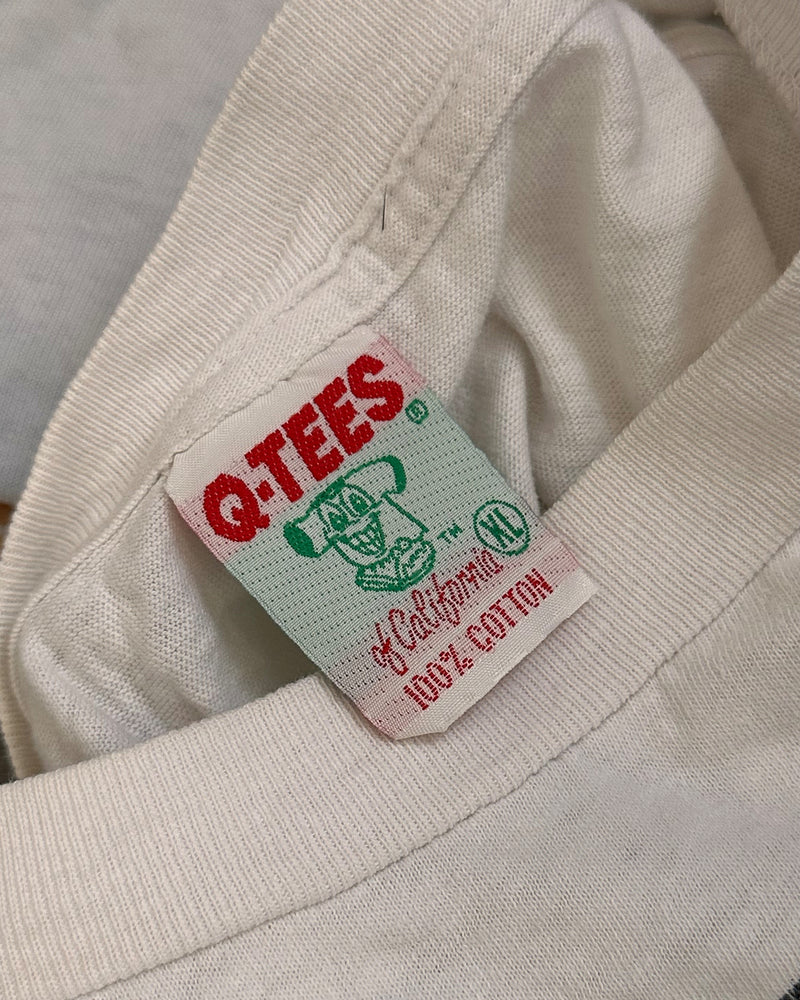 Q-TEES®
™ XL
of California
100% COTTON